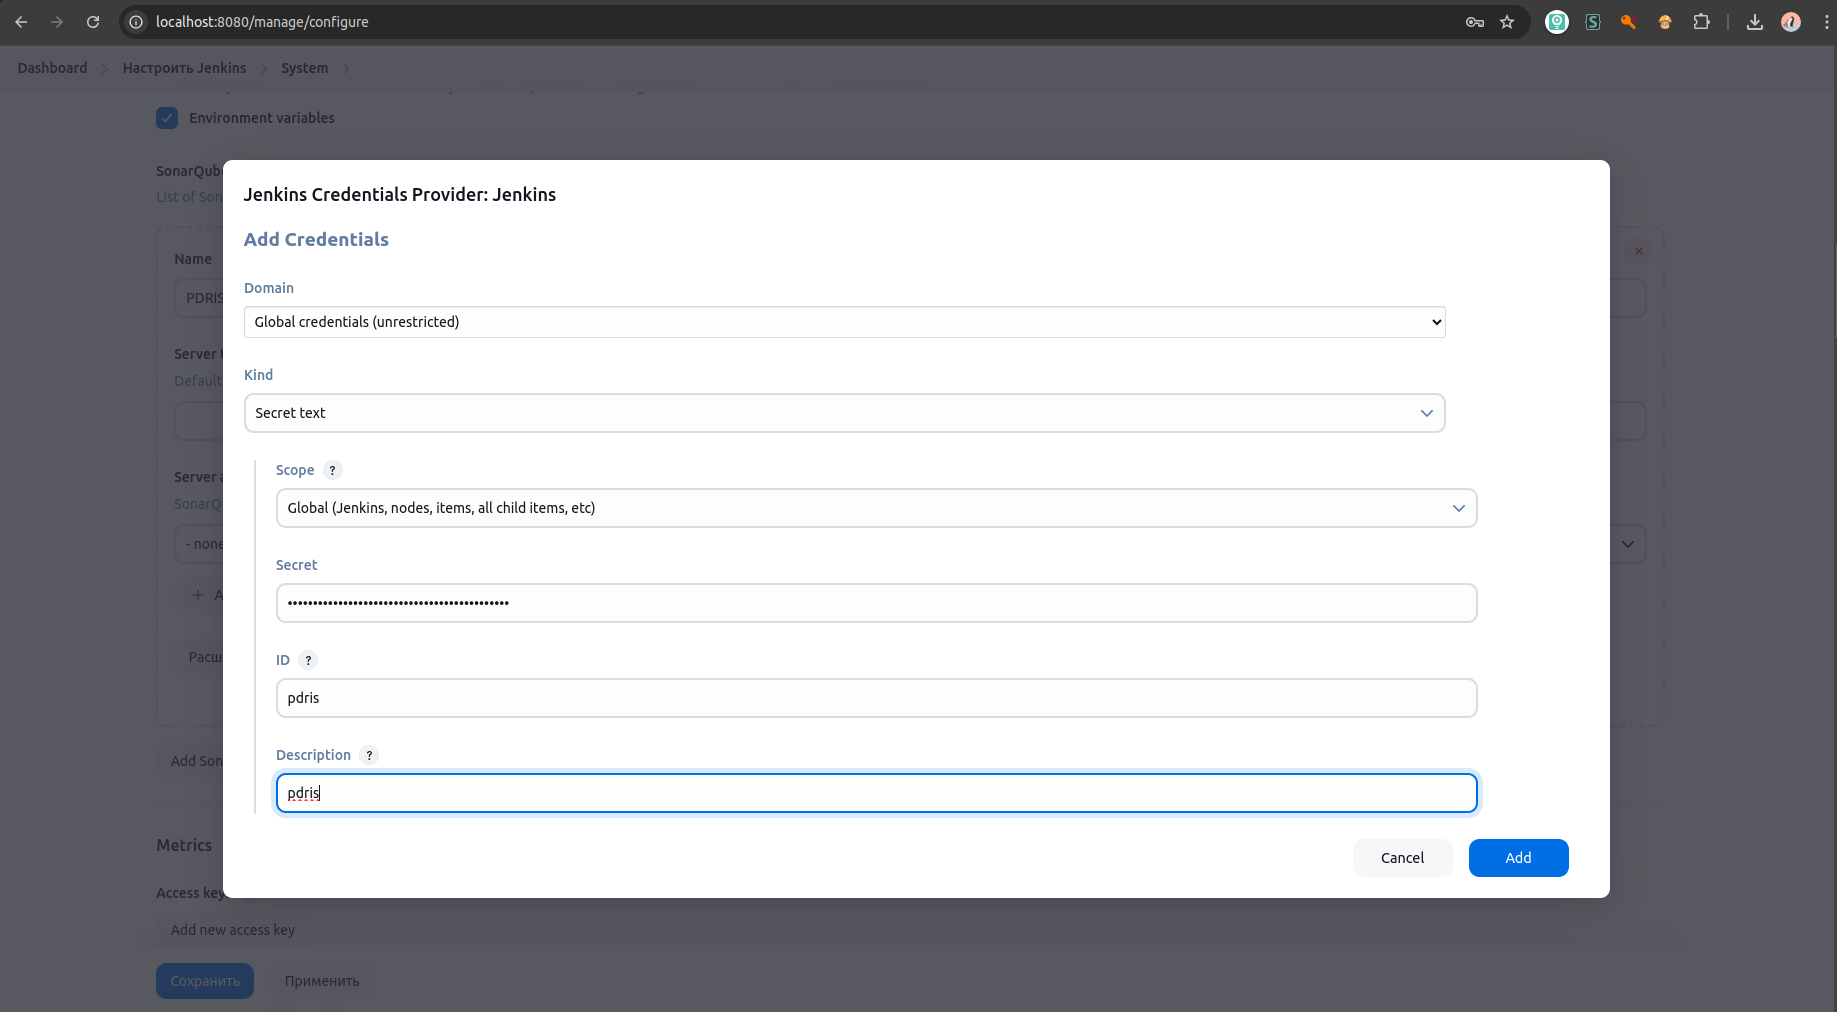 localhost:8080/manage/configure
Dashboard
Настроить Jenkins
System
Environment variables
SonarQube
List of Son
Jenkins Credentials Provider: Jenkins
Add Credentials
Name
Domain
PDRIS
Global credentials (unrestricted)
Server
Kind
Default
Secret text
Scope ?
Server a
SonarQ
Global (Jenkins, nodes, items, all child items, etc)
- none
Secret
A
••••••••••••••••••••••••••••••••••••••••••••
ID ?
Расш
pdris
Description ?
Add Son
pdris
Metrics
Cancel
Add
Access key
Add new access key
Сохранить
Применить